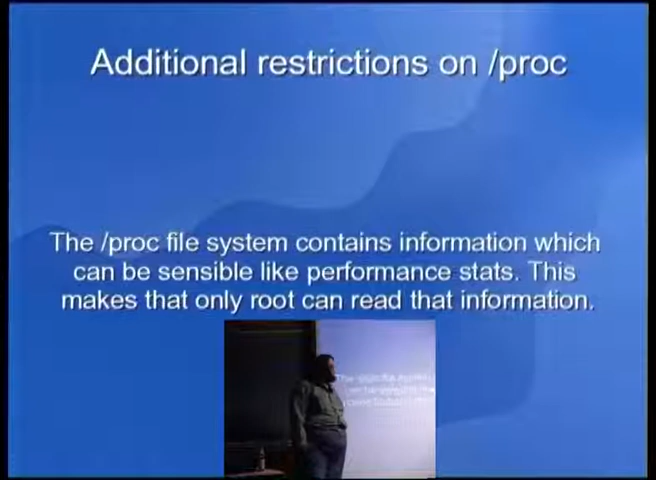 Additional restrictions on /proc
The /proc file system contains information which
can be sensible like performance stats. This
makes that only root can read that information.